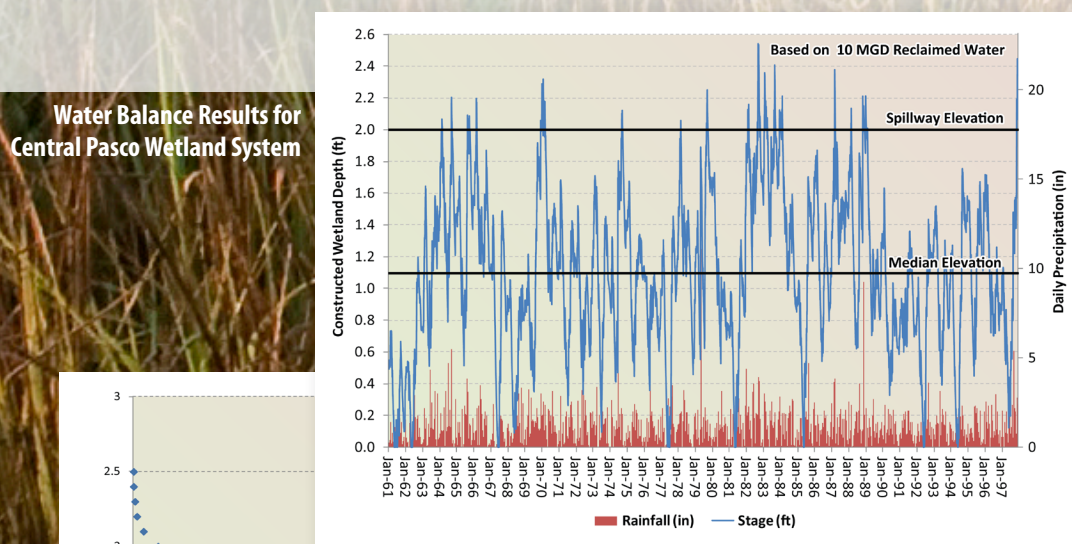 Water Balance Results for
Central Pasco Wetland System
Based on 10 MGD Reclaimed Water
Spillway Elevation
Median Elevation
Constructed Wetland Depth (ft)
2.6
2.4
2.2
2.0
1.8
1.6
1.4
1.2
1.0
0.8
0.6
0.4
0.2
0.0
Daily Precipitation (in)
20
15
10
5
0
Jan-61
Jan-62
Jan-63
Jan-64
Jan-65
Jan-66
Jan-67
Jan-68
Jan-69
Jan-70
Jan-71
Jan-72
Jan-73
Jan-74
Jan-75
Jan-76
Jan-77
Jan-78
Jan-79
Jan-80
Jan-81
Jan-82
Jan-83
Jan-84
Jan-85
Jan-86
Jan-87
Jan-88
Jan-89
Jan-90
Jan-91
Jan-92
Jan-93
Jan-94
Jan-95
Jan-96
Jan-97
Rainfall (in)
Stage (ft)
3
2.5